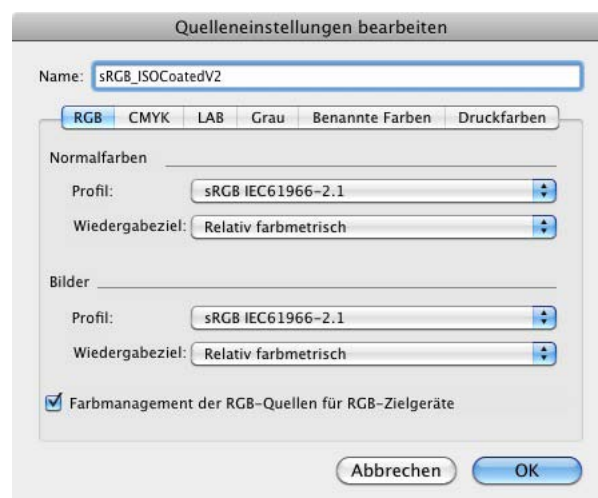 Quelleneinstellungen bearbeiten
Name: sRGB_ISOCoatedV2
RGB CMYK LAB Grau Benannte Farben Druckfarben
Normalfarben
Profil: sRGB IEC61966-2.1
Wiedergabeziel: Relativ farbmetrisch
Bilder
Profil: sRGB IEC61966-2.1
Wiedergabeziel: Relativ farbmetrisch
Farbmanagement der RGB-Quellen für RGB-Zielgeräte
Abbrechen OK